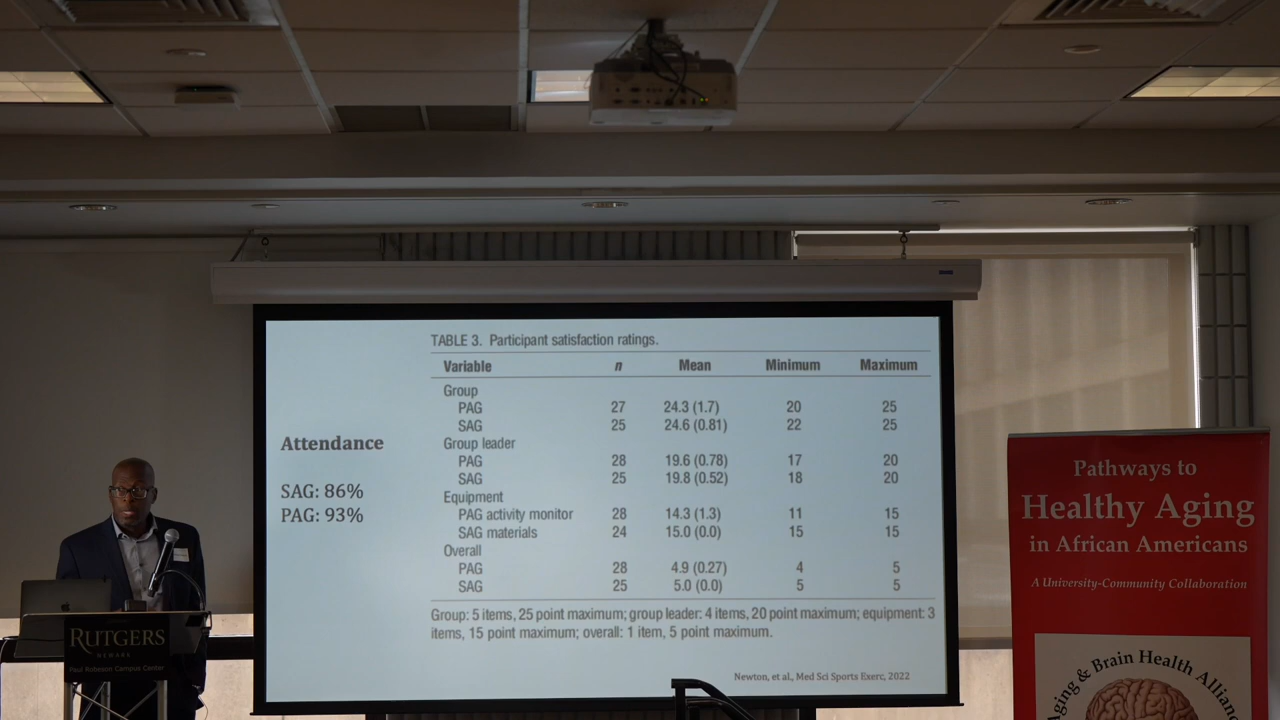 TABLE 3. Participant satisfaction ratings.
Variable n Mean Minimum Maximum
Group
PAG 27 24.3 (1.7) 20 25
SAG 25 24.6 (0.81) 22 25
Group leader
PAG 28 19.6 (0.78) 17 20
SAG 25 19.8 (0.52) 18 20
Equipment
PAG activity monitor 28 14.3 (1.3) 11 15
SAG materials 24 15.0 (0.0) 15 15
Overall
PAG 28 4.9 (0.27) 4 5
SAG 25 5.0 (0.0) 5 5
Group: 5 items, 25 point maximum; group leader: 4 items, 20 point maximum; equipment: 3
items, 15 point maximum; overall: 1 item, 5 point maximum.
Newton, et al., Med Sci Sports Exerc, 2022
Attendance
SAG: 86%
PAG: 93%
RUTGERS
NEWARK
Paul Robeson Campus Center
Pathways to
Healthy Aging
in African Americans
A University-Community Collaboration
Aging & Brain Health Allian